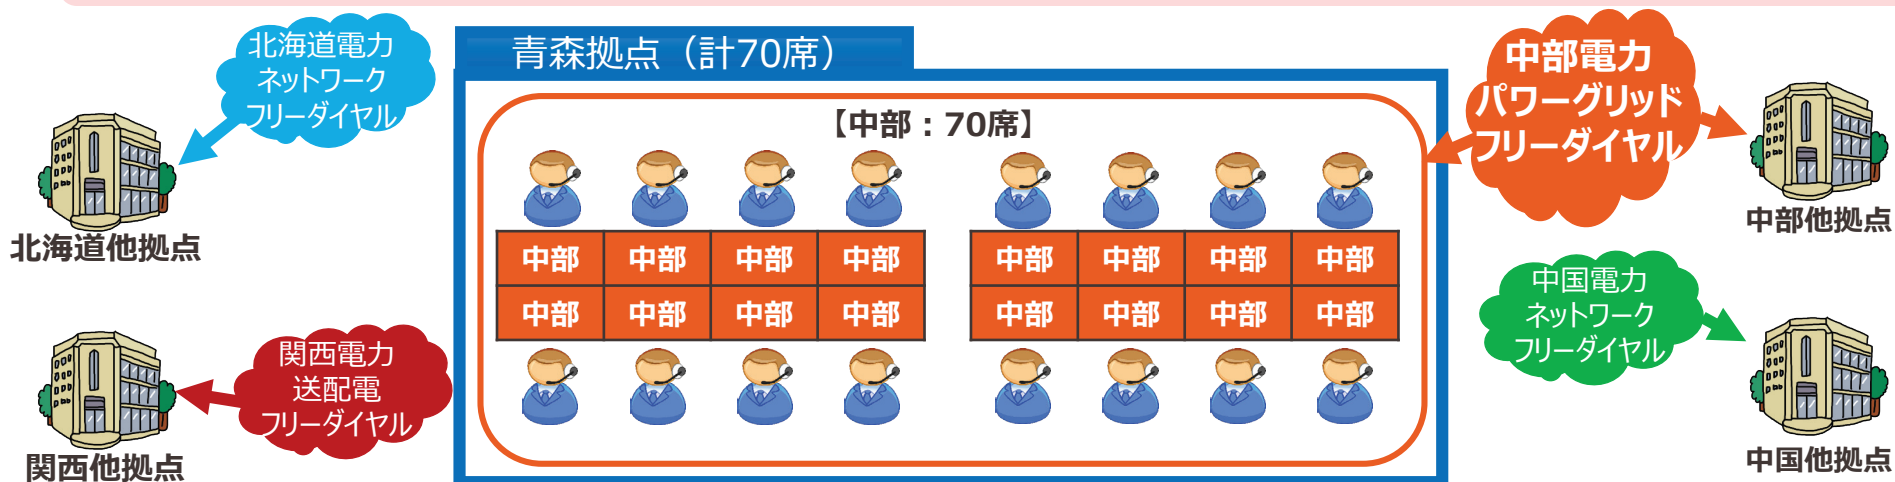 北海道電力
ネットワーク
フリーダイヤル
北海道他拠点
関西電力
送配電
フリーダイヤル
関西他拠点
青森拠点（計70席）
【中部：70席】
中部 中部 中部 中部 中部 中部 中部 中部
中部 中部 中部 中部 中部 中部 中部 中部
中部電力
パワーグリッド
フリーダイヤル
中部他拠点
中国電力
ネットワーク
フリーダイヤル
中国他拠点